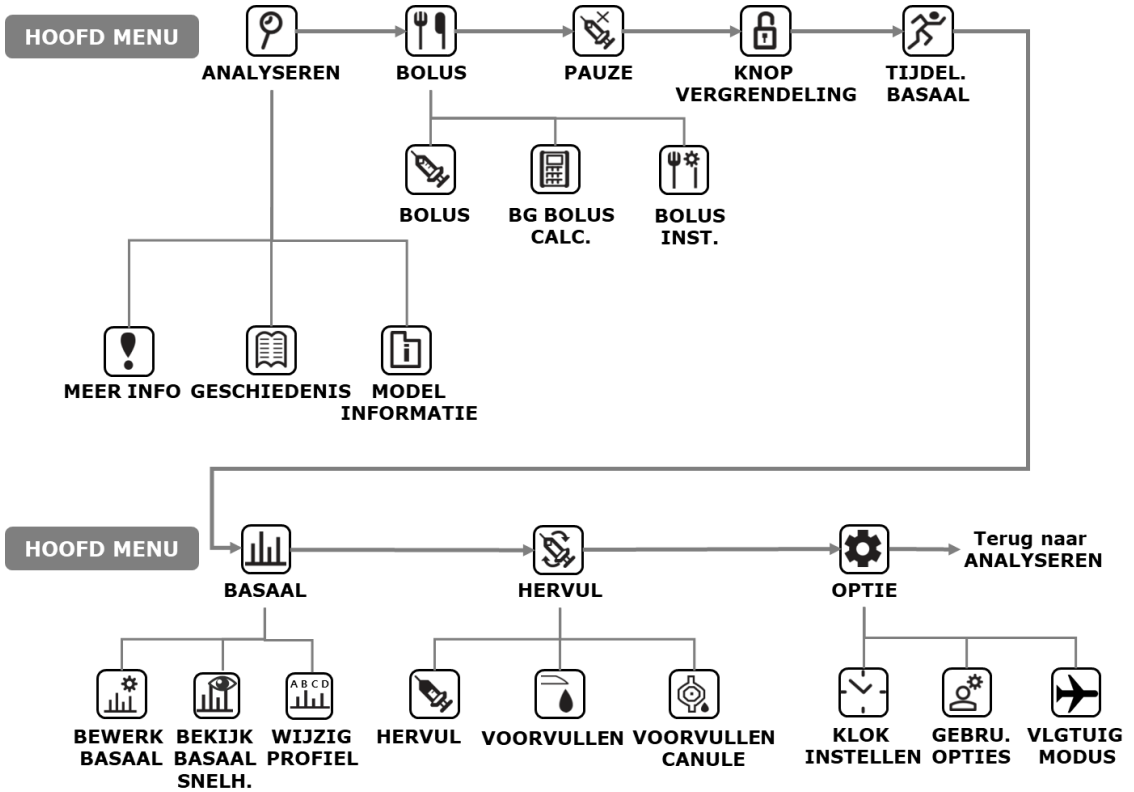 HOOFD MENU
ANALYSEREN
BOLUS
PAUZE
KNOP
VERGRENDELING
TIJDEL.
BASAAL
BOLUS
BG BOLUS
CALC.
BOLUS
INST.
MEER INFO
GESCHIEDENIS
MODEL
INFORMATIE
HOOFD MENU
BASAAL
HERVUL
OPTIE
Terug naar
ANALYSEREN
A B C D
BEWERK
BASAAL
BEKIJK
BASAAL
SNELH.
WIJZIG
PROFIEL
HERVUL
VOORVULLEN
VOORVULLEN
CANULE
KLOK
INSTELLEN
GEBRU.
OPTIES
VLGTUIG
MODUS